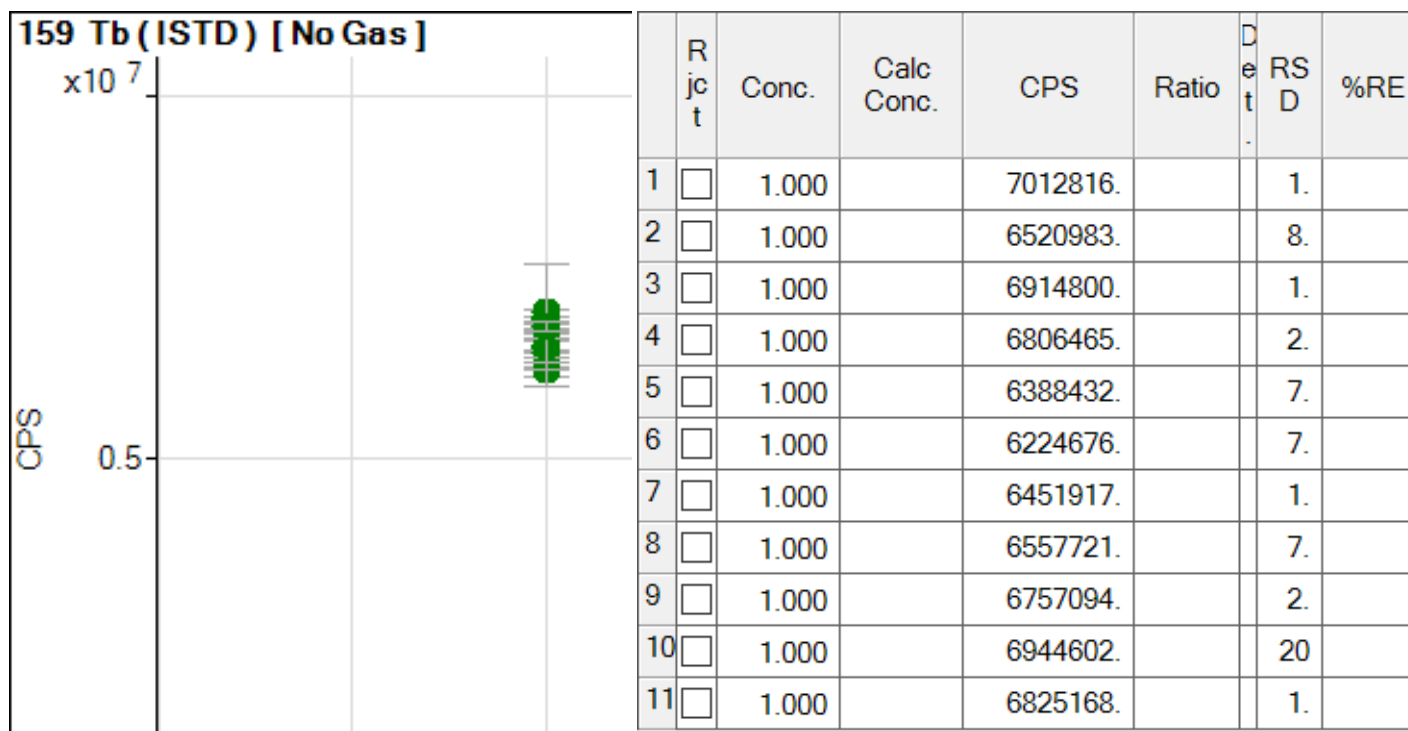 159 Tb ( ISTD ) [ No Gas ]
x10 7
CPS
0.5
Rjct Conc. Calc Conc. CPS Ratio Det. RSD %RE
1 1.000 7012816. 1.
2 1.000 6520983. 8.
3 1.000 6914800. 1.
4 1.000 6806465. 2.
5 1.000 6388432. 7.
6 1.000 6224676. 7.
7 1.000 6451917. 1.
8 1.000 6557721. 7.
9 1.000 6757094. 2.
10 1.000 6944602. 20
11 1.000 6825168. 1.